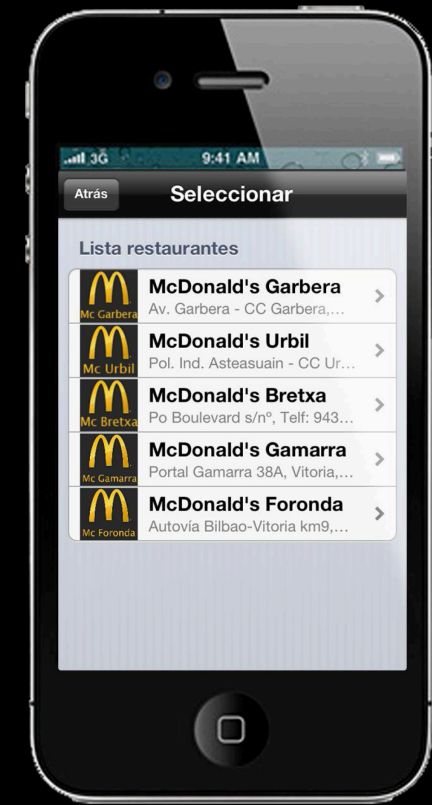 3G 9:41 AM
Atrás Seleccionar
Lista restaurantes
McDonald's Garbera
Mc Garbera
Av. Garbera - CC Garbera,...
McDonald's Urbil
Mc Urbil
Pol. Ind. Asteasuain - CC Ur...
McDonald's Bretxa
Mc Bretxa
Po Boulevard s/nº, Telf: 943...
McDonald's Gamarra
Mc Gamarra
Portal Gamarra 38A, Vitoria,...
McDonald's Foronda
Mc Foronda
Autovía Bilbao-Vitoria km9,...